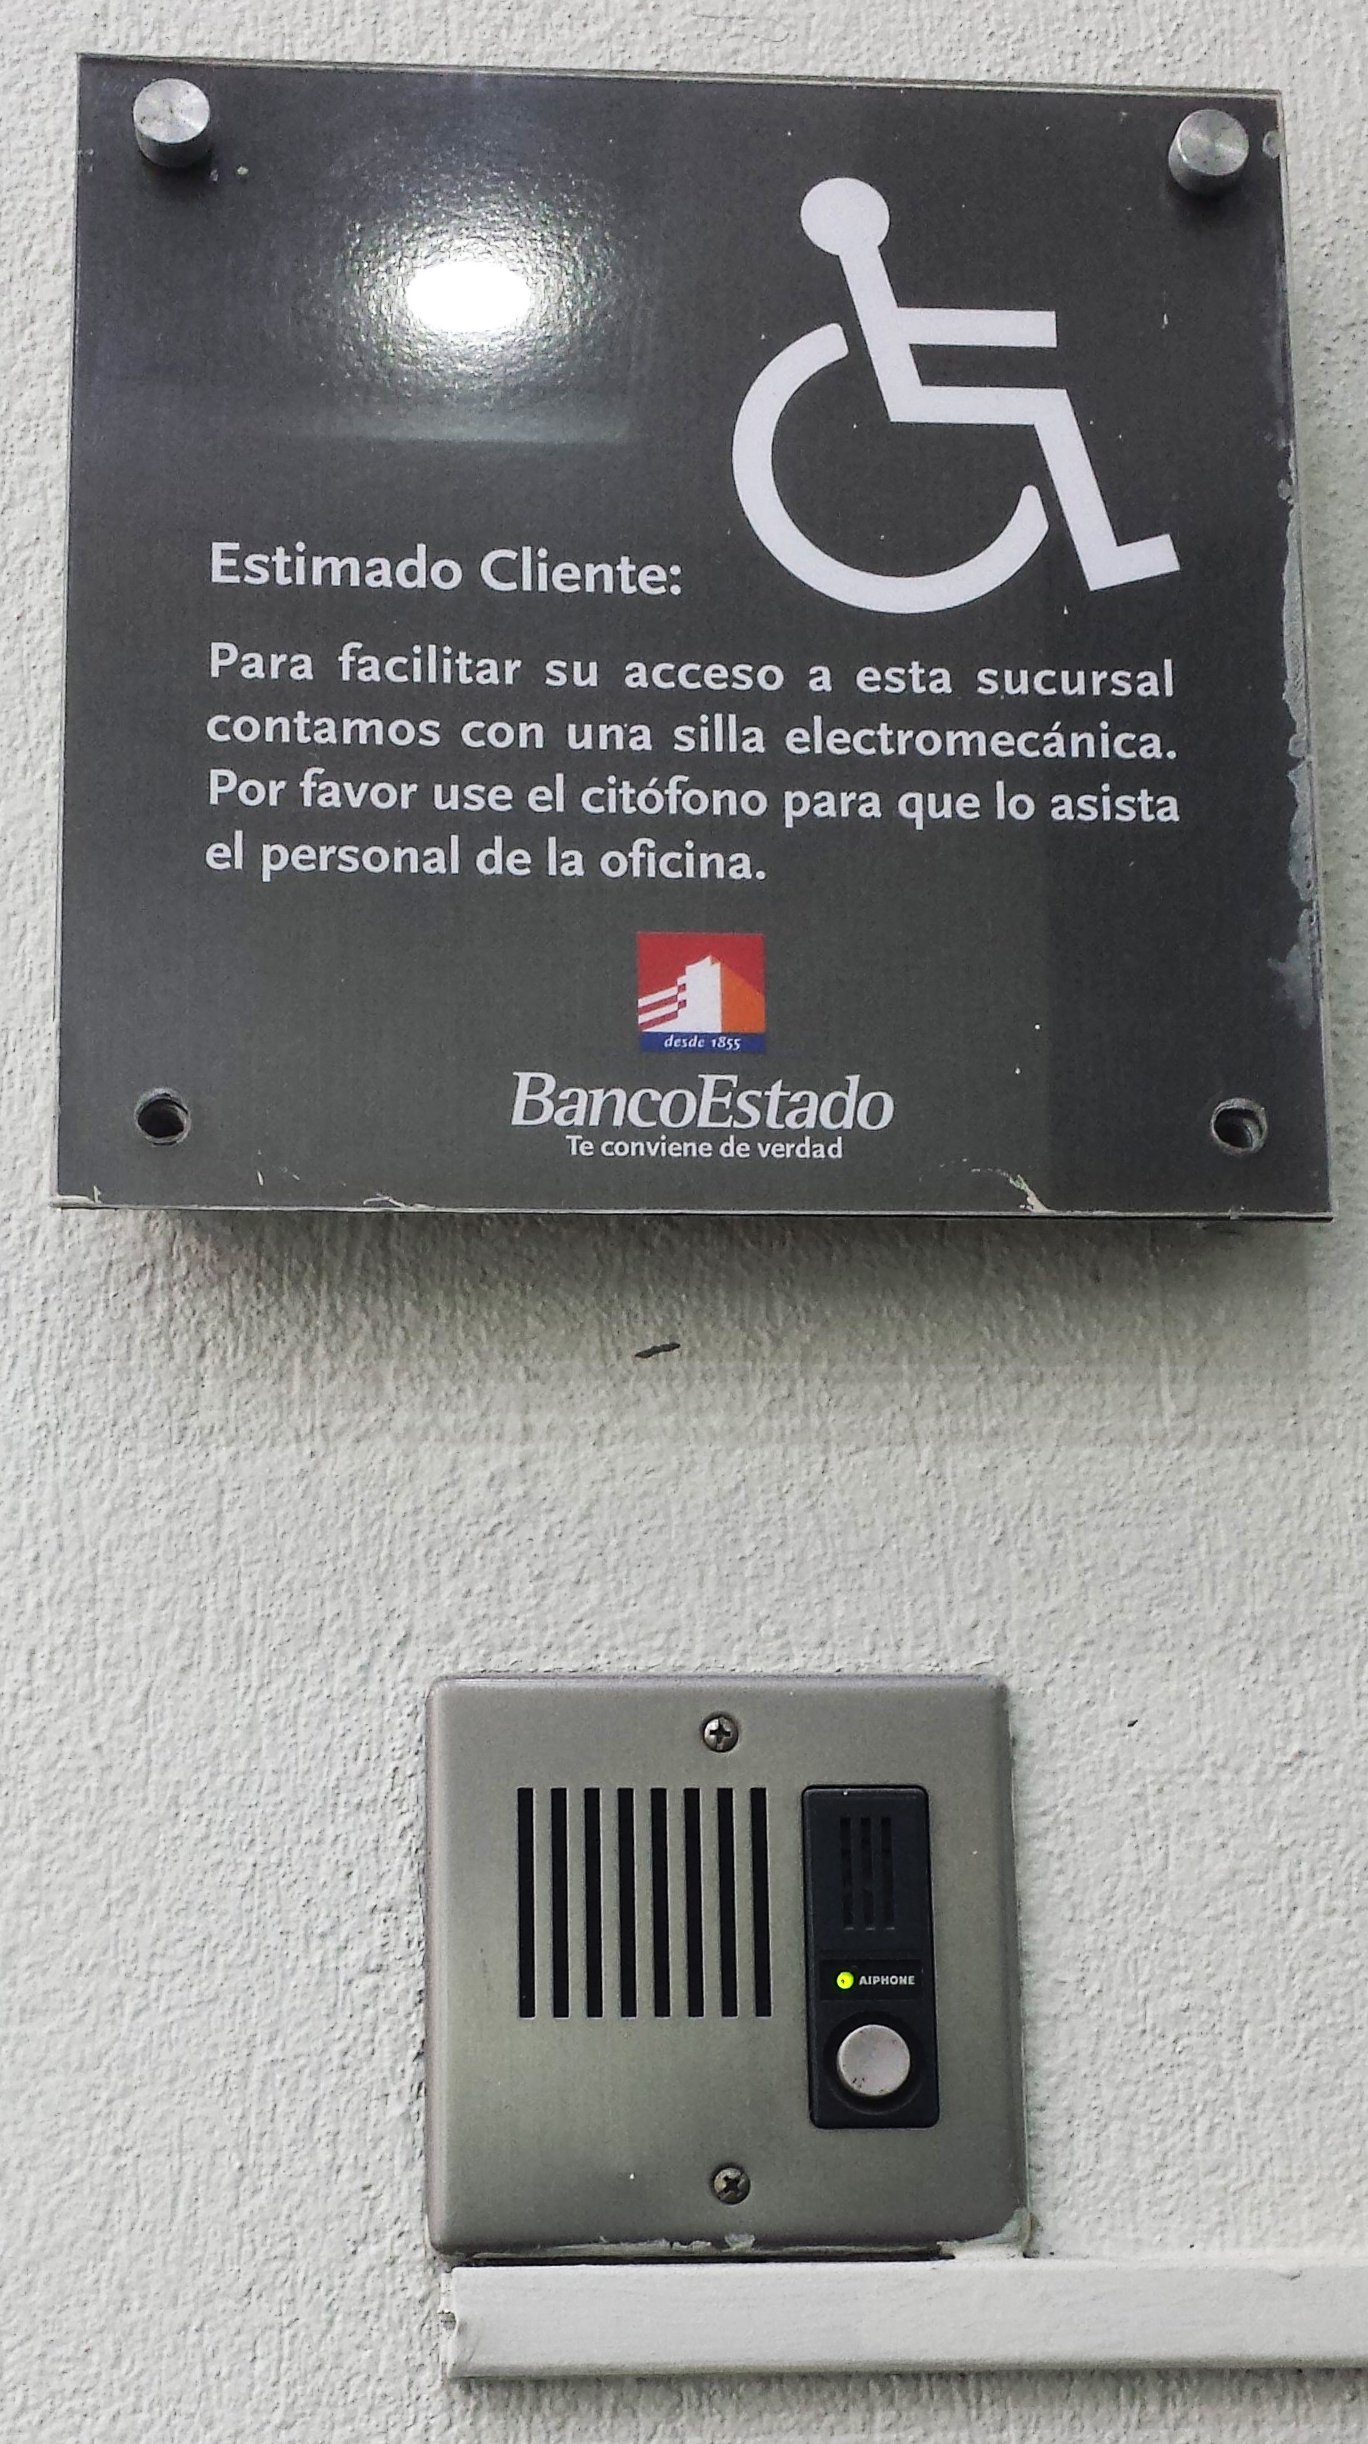 Estimado Cliente:
Para facilitar su acceso a esta sucursal
contamos con una silla electromecánica.
Por favor use el citófono para que lo asista
el personal de la oficina.
desde 1855
BancoEstado
Te conviene de verdad
AIPHONE